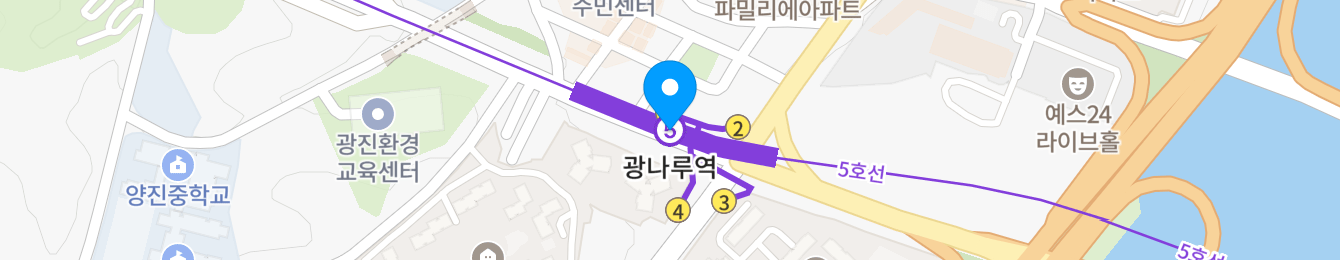 주민센터
파밀리에아파트
예스24
라이브홀
광진환경
교육센터
양진중학교
5
2
광나루역
5호선
4
3
5호선